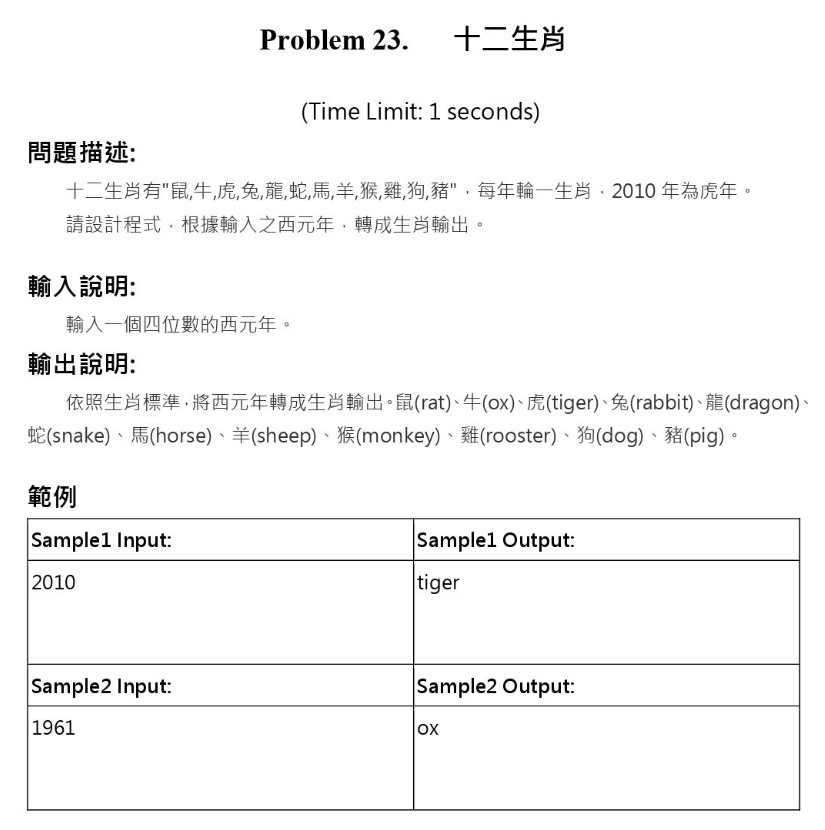 Problem 23. 十二生肖
(Time Limit: 1 seconds)
問題描述:
十二生肖有"鼠,牛,虎,兔,龍,蛇,馬,羊,猴,雞,狗,豬"，每年輪一生肖，2010 年為虎年。
請設計程式，根據輸入之西元年，轉成生肖輸出。
輸入說明:
輸入一個四位數的西元年。
輸出說明:
依照生肖標準，將西元年轉成生肖輸出。鼠(rat)、牛(ox)、虎(tiger)、兔(rabbit)、龍(dragon)、
蛇(snake)、馬(horse)、羊(sheep)、猴(monkey)、雞(rooster)、狗(dog)、豬(pig)。
範例
Sample1 Input: Sample1 Output:
2010 tiger
Sample2 Input: Sample2 Output:
1961 ox